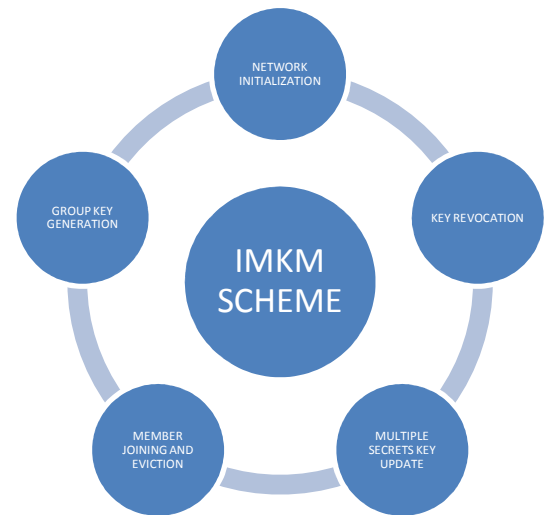 NETWORK
INITIALIZATION
GROUP KEY
GENERATION
KEY REVOCATION
IMKM
SCHEME
MEMBER
JOINING AND
EVICTION
MULTIPLE
SECRETS KEY
UPDATE